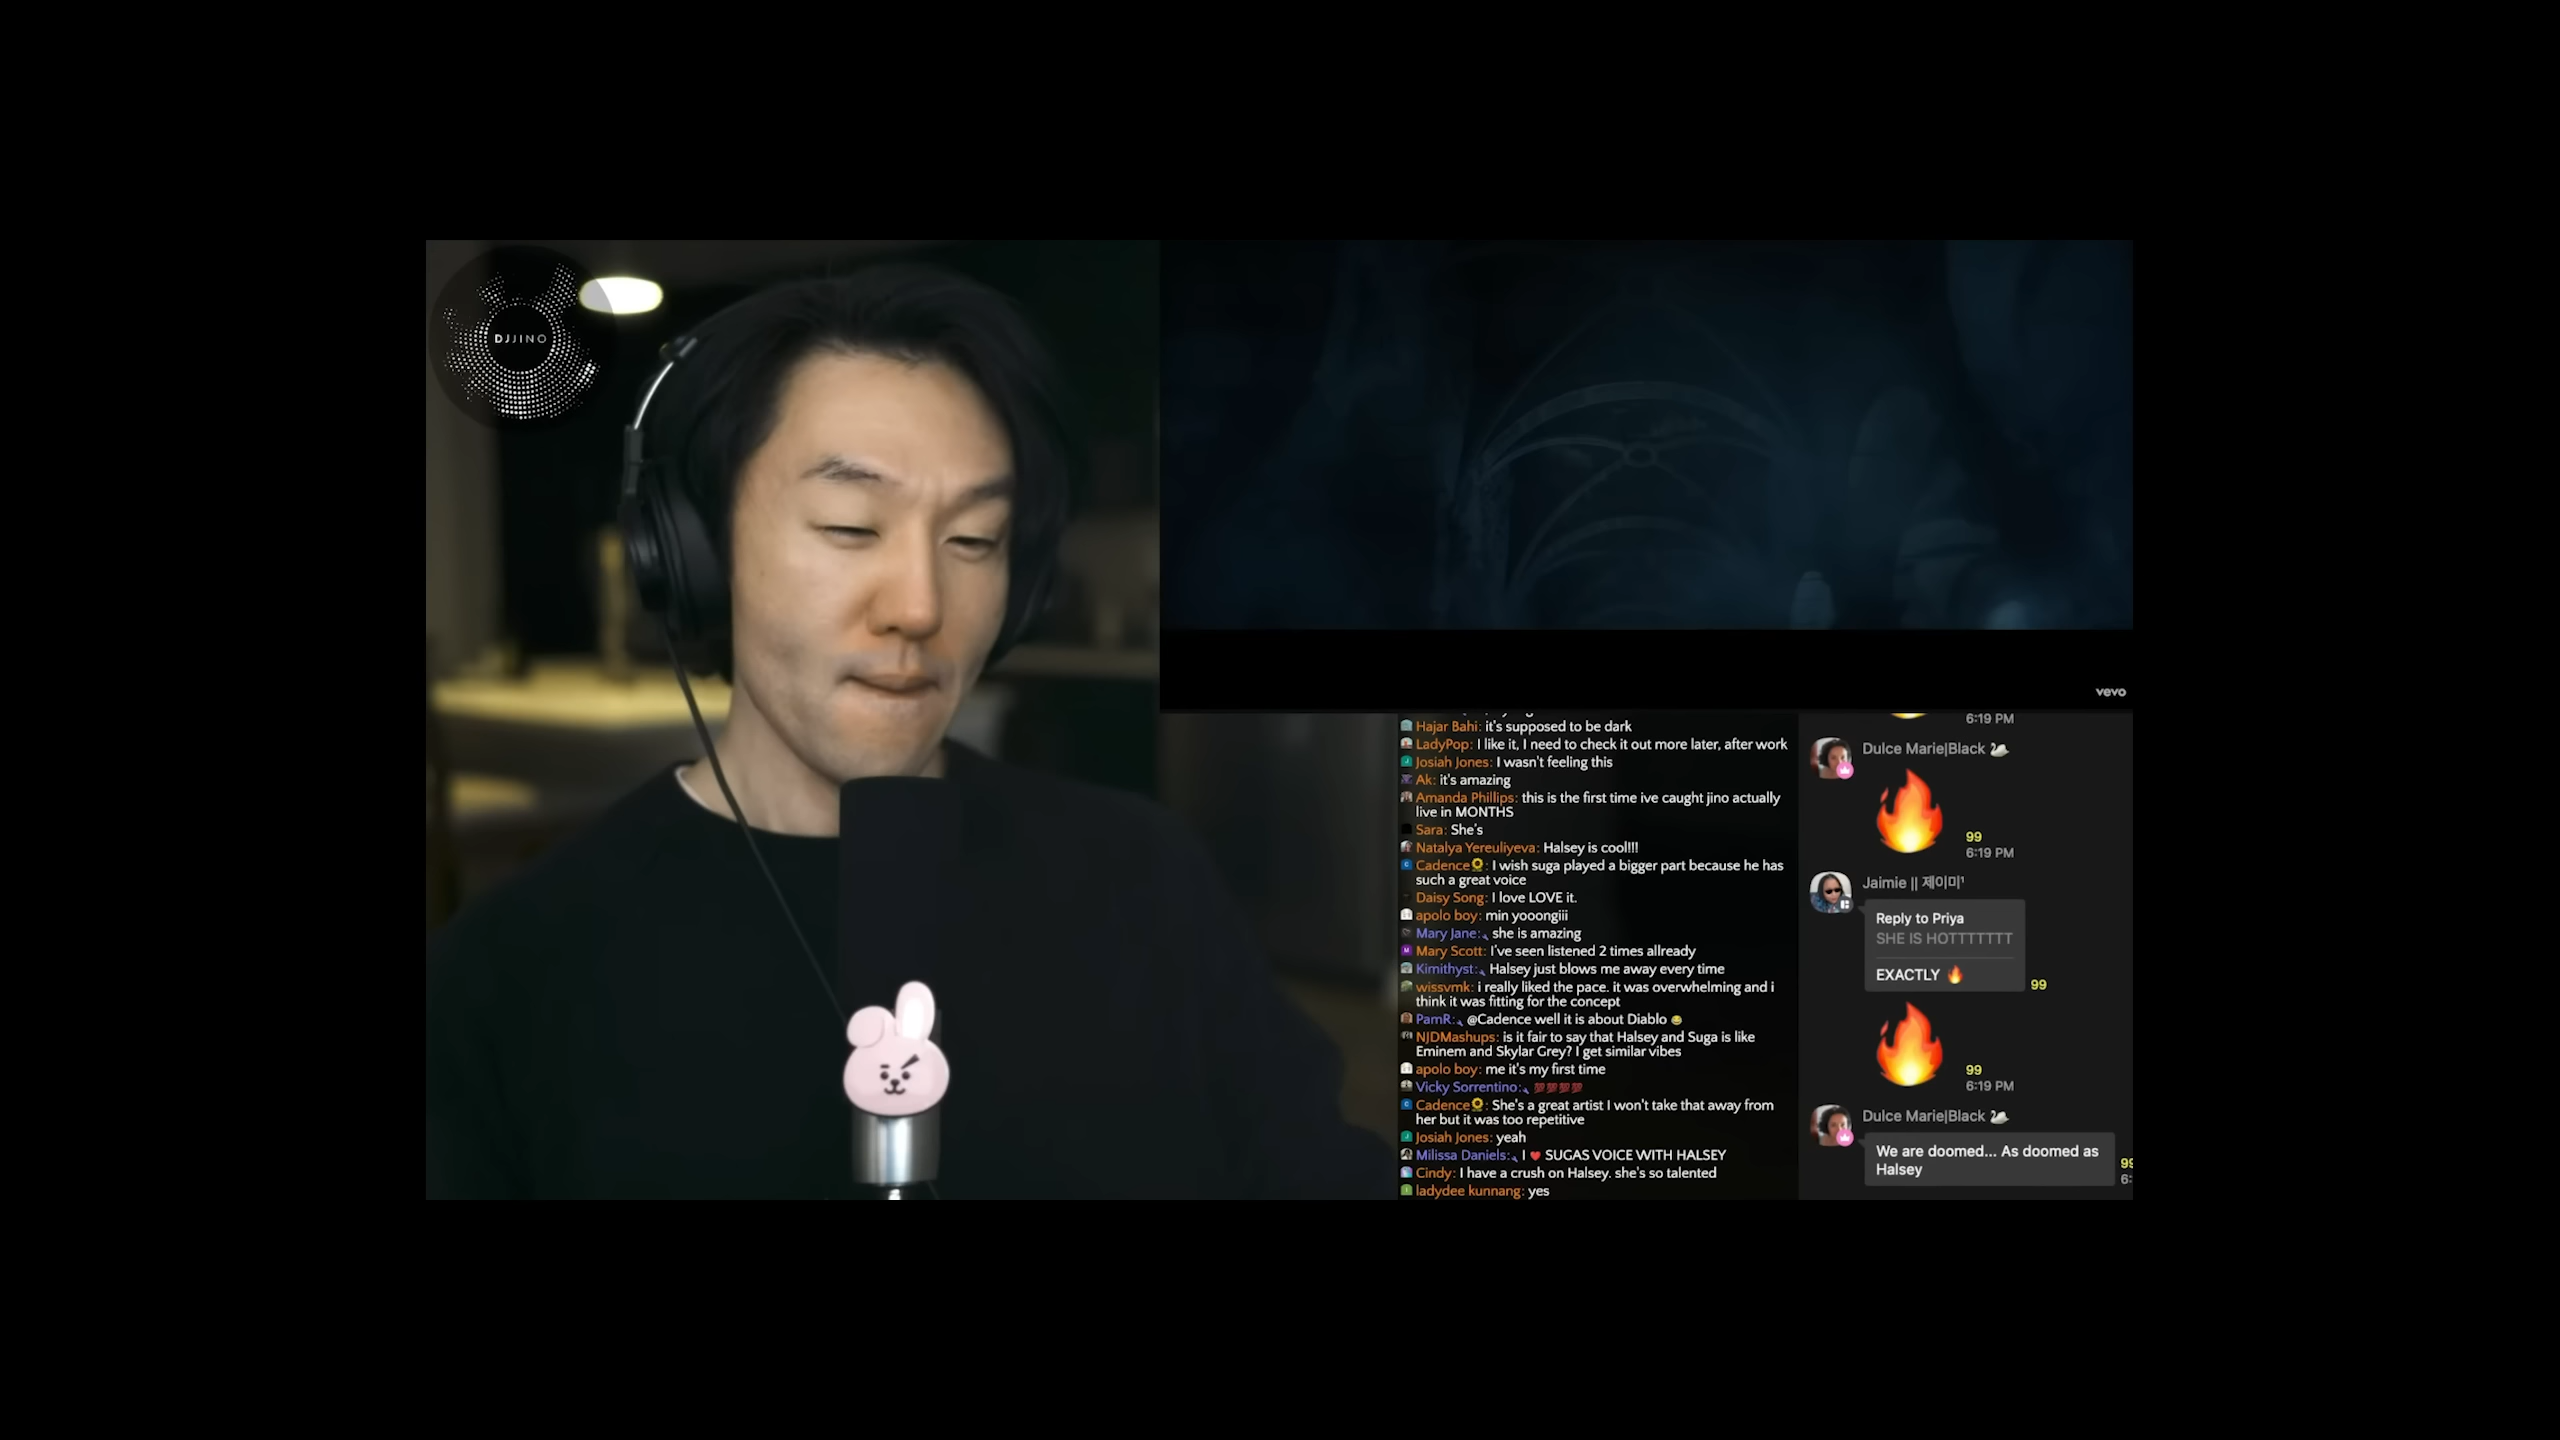 DJJINO
vevo
Hajar Bahi: it's supposed to be dark
LadyPop: I like it, I need to check it out more later, after work
Josiah Jones: I wasn't feeling this
Ak: it's amazing
Amanda Phillips: this is the first time ive caught jino actually
live in MONTHS
Sara: She's
Natalya Yereuliyeva: Halsey is cool!!!
Cadence🌻: I wish suga played a bigger part because he has
such a great voice
Daisy Song: I love LOVE it.
apolo boy: min yooongiii
Mary Jane: she is amazing
Mary Scott: I've seen listened 2 times allready
Kimithyst: Halsey just blows me away every time
wissvmk: i really liked the pace. it was overwhelming and i
think it was fitting for the concept
PamR: @Cadence well it is about Diablo 😂
NJDMashups: is it fair to say that Halsey and Suga is like
Eminem and Skylar Grey? I get similar vibes
apolo boy: me it's my first time
Vicky Sorrentino: 💯💯💯💯
Cadence🌻: She's a great artist I won't take that away from
her but it was too repetitive
Josiah Jones: yeah
Milissa Daniels: I ❤️ SUGAS VOICE WITH HALSEY
Cindy: I have a crush on Halsey. she's so talented
ladydee kunnang: yes
6:19 PM
Dulce Marie|Black 🦢
99
6:19 PM
Jaimie || 제이미¹
Reply to Priya
SHE IS HOTTTTTTT
EXACTLY 🔥
99
99
6:19 PM
Dulce Marie|Black 🦢
We are doomed... As doomed as
Halsey